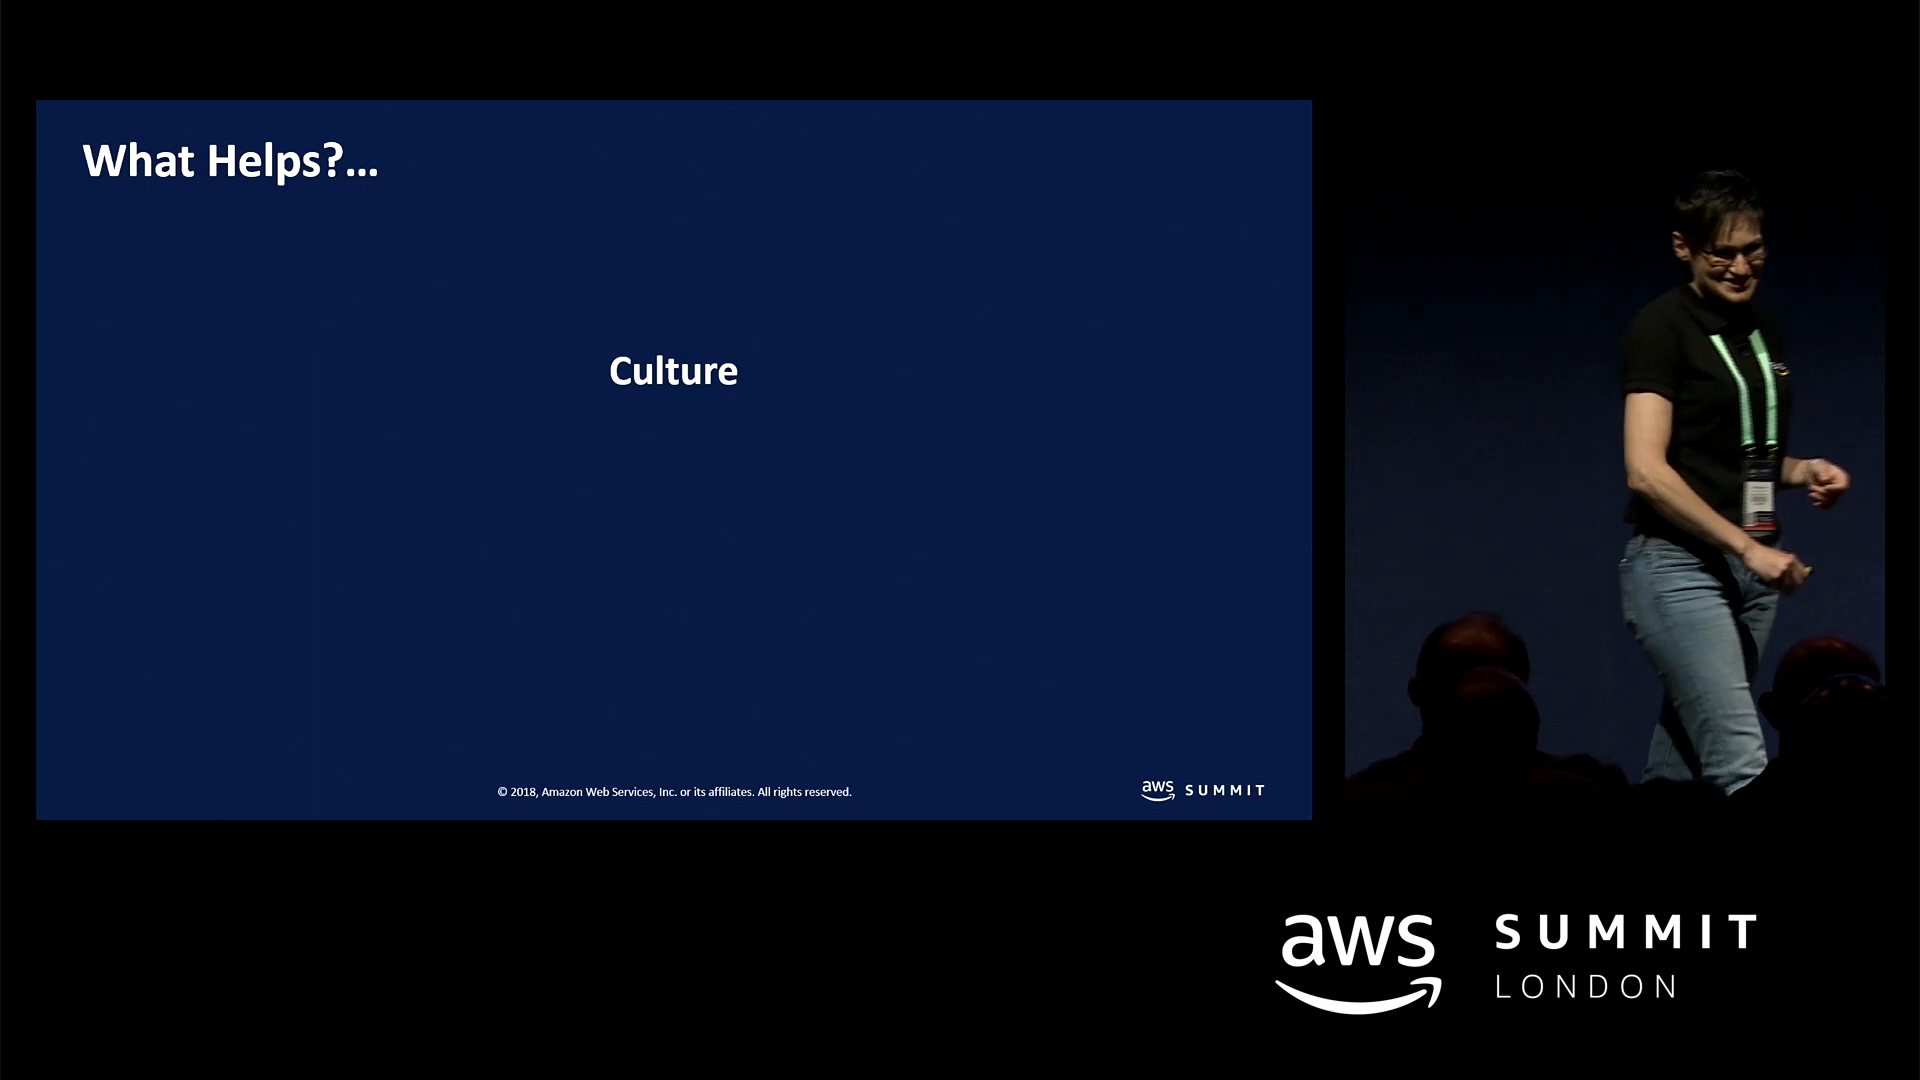 What Helps?...
Culture
© 2018, Amazon Web Services, Inc. or its affiliates. All rights reserved.
aws SUMMIT
aws SUMMIT
LONDON